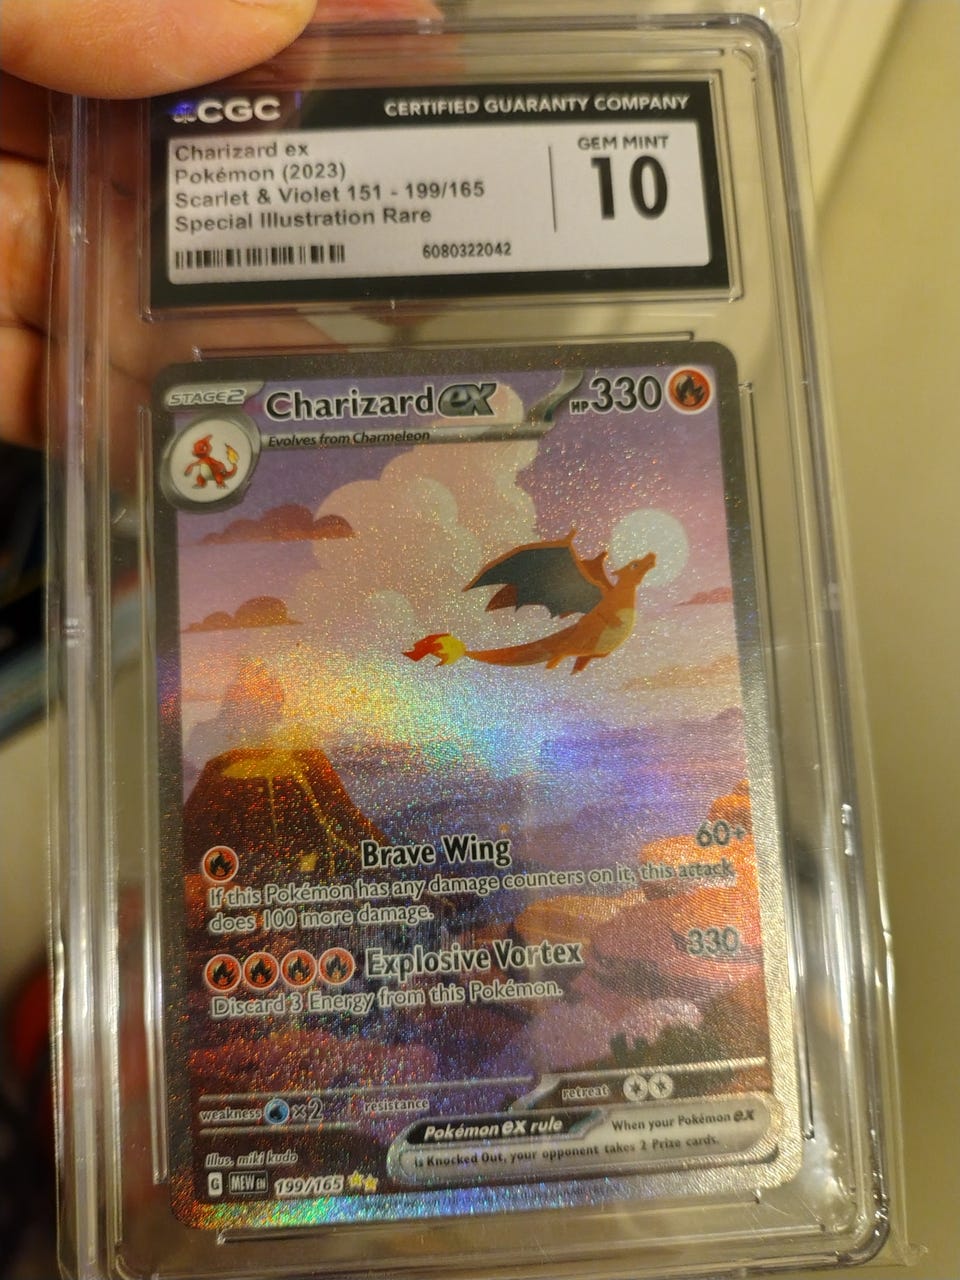 CGC CERTIFIED GUARANTY COMPANY
Charizard ex
Pokémon (2023)
Scarlet & Violet 151 - 199/165
Special Illustration Rare
GEM MINT
10
6080322042
STAGE 2 Charizard ex HP 330
Evolves from Charmeleon
Brave Wing 60+
If this Pokémon has any damage counters on it, this attack
does 100 more damage.
Explosive Vortex 330
Discard 3 Energy from this Pokémon.
weakness ×2 resistance retreat
Pokémon ex rule When your Pokémon ex
is Knocked Out, your opponent takes 2 Prize cards.
Illus. miki kudo
G MEW EN 199/165